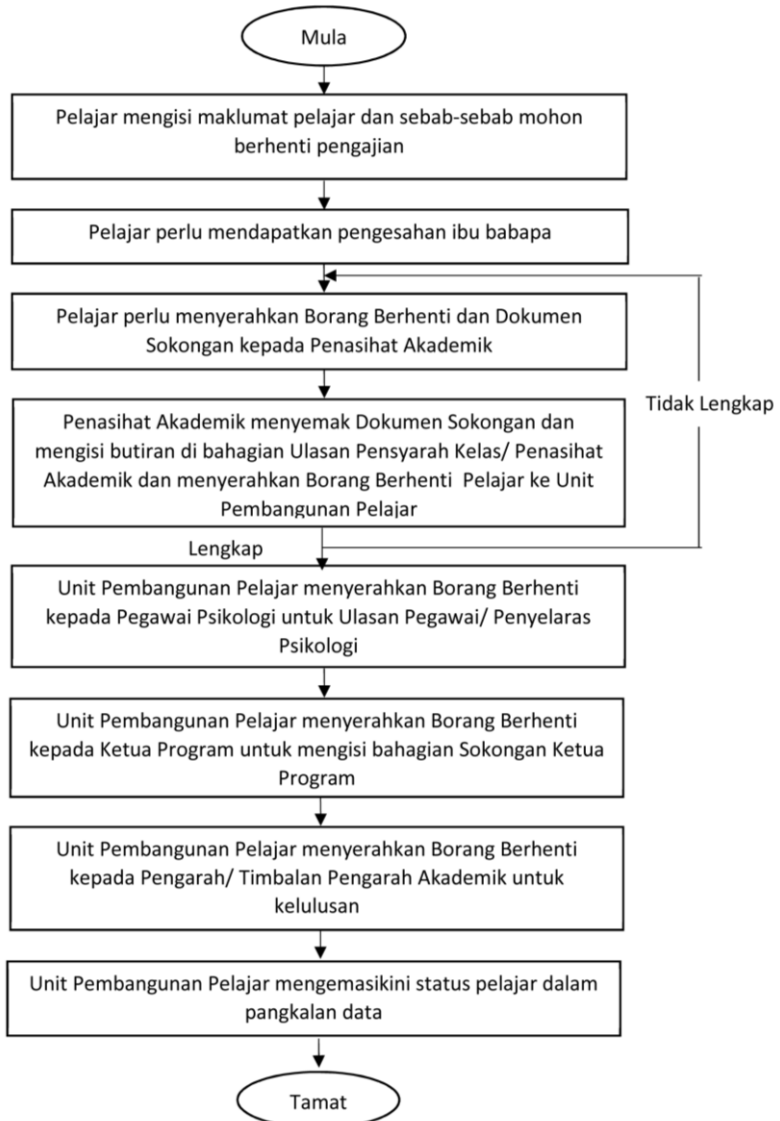 Mula
Pelajar mengisi maklumat pelajar dan sebab-sebab mohon
berhenti pengajian
Pelajar perlu mendapatkan pengesahan ibu babapa
Pelajar perlu menyerahkan Borang Berhenti dan Dokumen
Sokongan kepada Penasihat Akademik
Tidak Lengkap
Penasihat Akademik menyemak Dokumen Sokongan dan
mengisi butiran di bahagian Ulasan Pensyarah Kelas/ Penasihat
Akademik dan menyerahkan Borang Berhenti Pelajar ke Unit
Pembangunan Pelajar
Lengkap
Unit Pembangunan Pelajar menyerahkan Borang Berhenti
kepada Pegawai Psikologi untuk Ulasan Pegawai/ Penyelaras
Psikologi
Unit Pembangunan Pelajar menyerahkan Borang Berhenti
kepada Ketua Program untuk mengisi bahagian Sokongan Ketua
Program
Unit Pembangunan Pelajar menyerahkan Borang Berhenti
kepada Pengarah/ Timbalan Pengarah Akademik untuk
kelulusan
Unit Pembangunan Pelajar mengemasikini status pelajar dalam
pangkalan data
Tamat